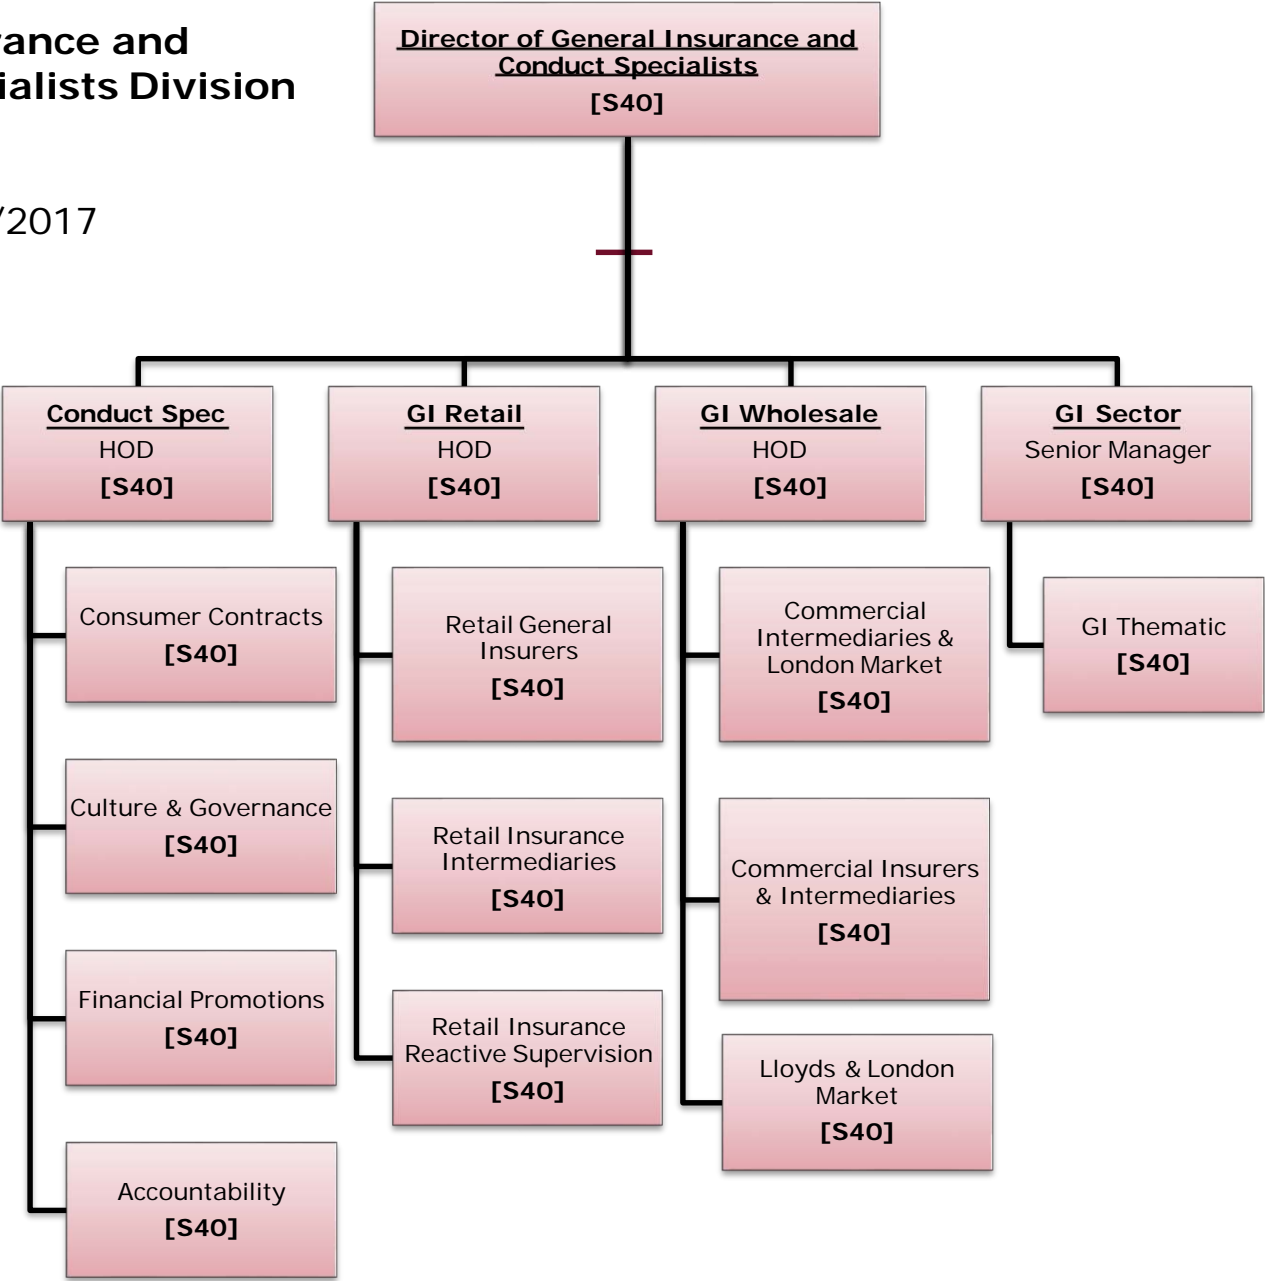 rance and
ialists Division
/2017
Director of General Insurance and
Conduct Specialists
[S40]
Conduct Spec
HOD
[S40]
GI Retail
HOD
[S40]
GI Wholesale
HOD
[S40]
GI Sector
Senior Manager
[S40]
Consumer Contracts
[S40]
Culture & Governance
[S40]
Financial Promotions
[S40]
Accountability
[S40]
Retail General
Insurers
[S40]
Retail Insurance
Intermediaries
[S40]
Retail Insurance
Reactive Supervision
[S40]
Commercial
Intermediaries &
London Market
[S40]
Commercial Insurers
& Intermediaries
[S40]
Lloyds & London
Market
[S40]
GI Thematic
[S40]